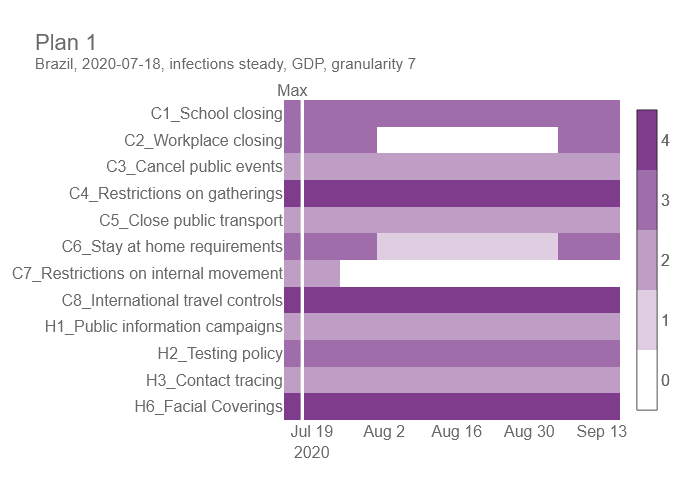 Plan 1
Brazil, 2020-07-18, infections steady, GDP, granularity 7
Max
C1_School closing
C2_Workplace closing
C3_Cancel public events
C4_Restrictions on gatherings
C5_Close public transport
C6_Stay at home requirements
C7_Restrictions on internal movement
C8_International travel controls
H1_Public information campaigns
H2_Testing policy
H3_Contact tracing
H6_Facial Coverings
Jul 19 Aug 2 Aug 16 Aug 30 Sep 13
2020
4
3
2
1
0